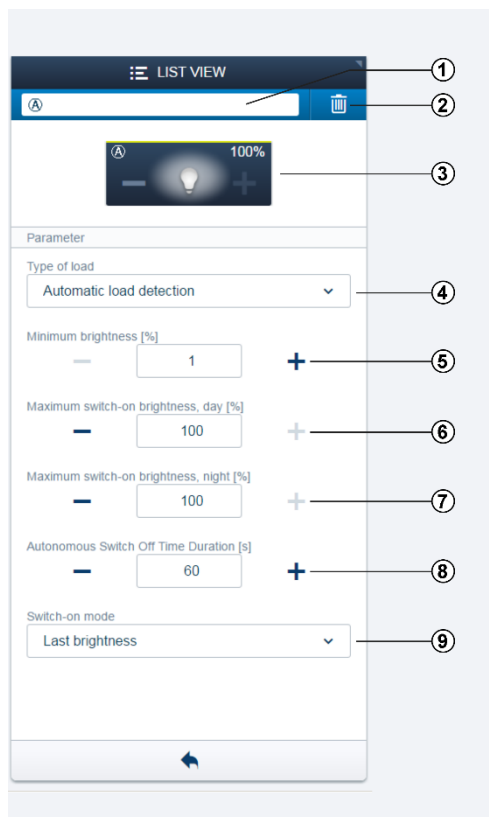 LIST VIEW
1
Ⓐ
2
Ⓐ 100%
3
Parameter
Type of load
Automatic load detection
4
Minimum brightness [%]
1
5
Maximum switch-on brightness, day [%]
100
6
Maximum switch-on brightness, night [%]
100
7
Autonomous Switch Off Time Duration [s]
60
8
Switch-on mode
Last brightness
9